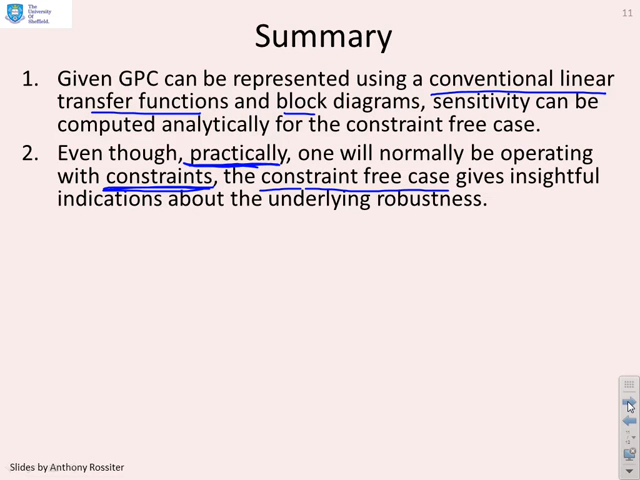 The
University
Of
Sheffield.
11
Summary
1. Given GPC can be represented using a conventional linear
transfer functions and block diagrams, sensitivity can be
computed analytically for the constraint free case.
2. Even though, practically, one will normally be operating
with constraints, the constraint free case gives insightful
indications about the underlying robustness.
Slides by Anthony Rossiter